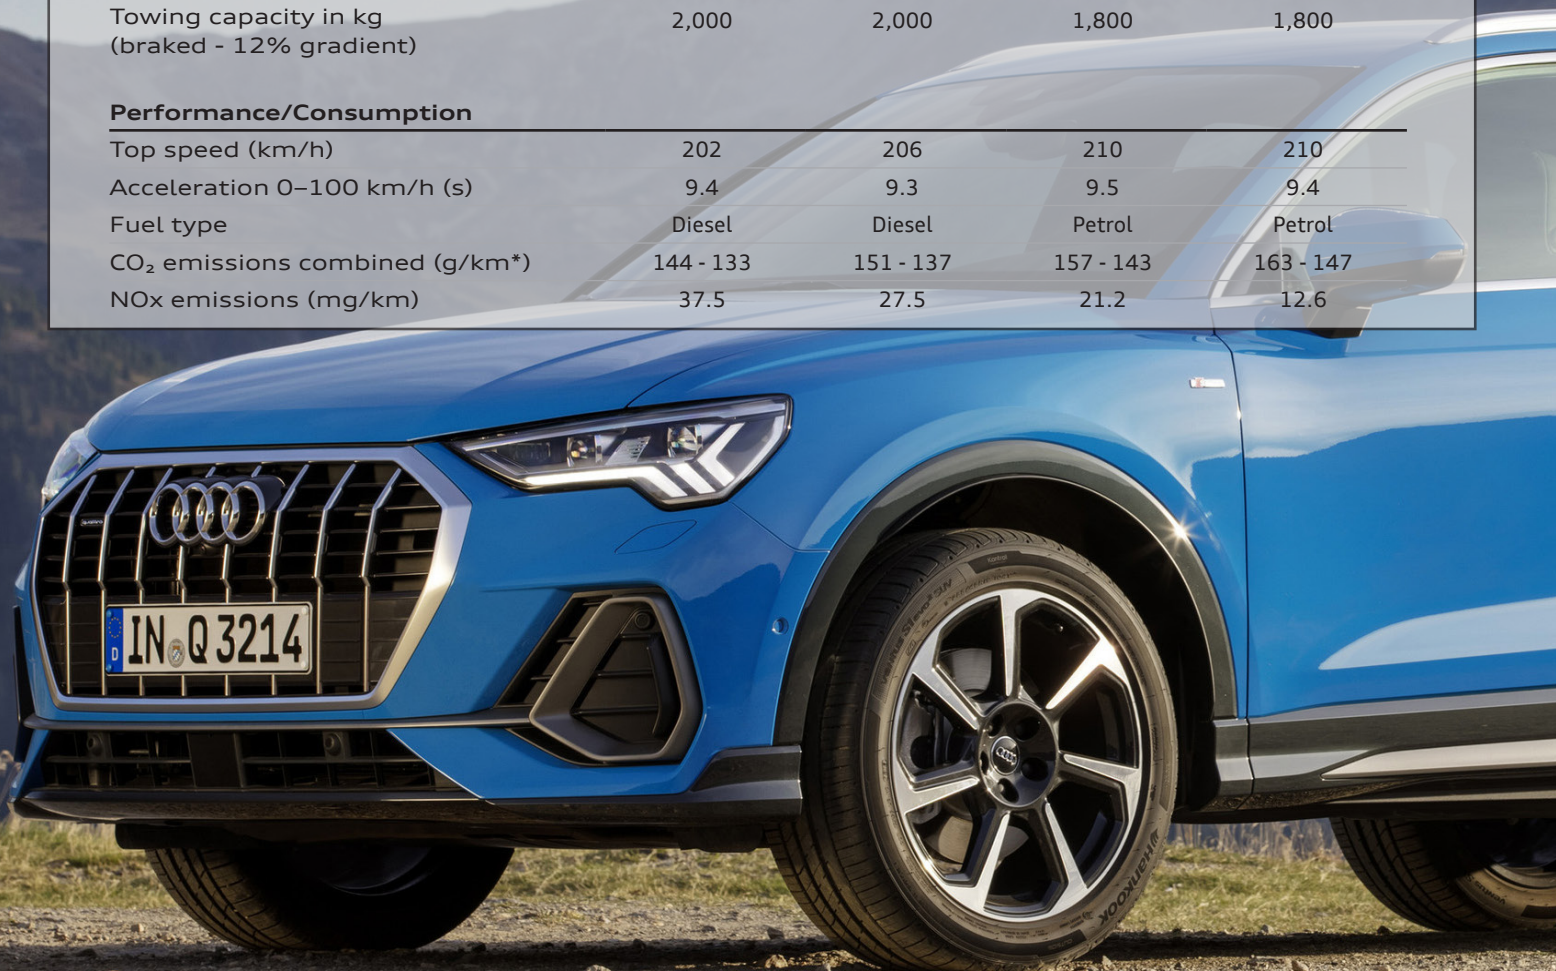 Towing capacity in kg 2,000 2,000 1,800 1,800
(braked - 12% gradient)
Performance/Consumption
Top speed (km/h) 202 206 210 210
Acceleration 0–100 km/h (s) 9.4 9.3 9.5 9.4
Fuel type Diesel Diesel Petrol Petrol
CO₂ emissions combined (g/km*) 144 - 133 151 - 137 157 - 143 163 - 147
NOx emissions (mg/km) 37.5 27.5 21.2 12.6
quattro
D IN Q 3214
Hankook